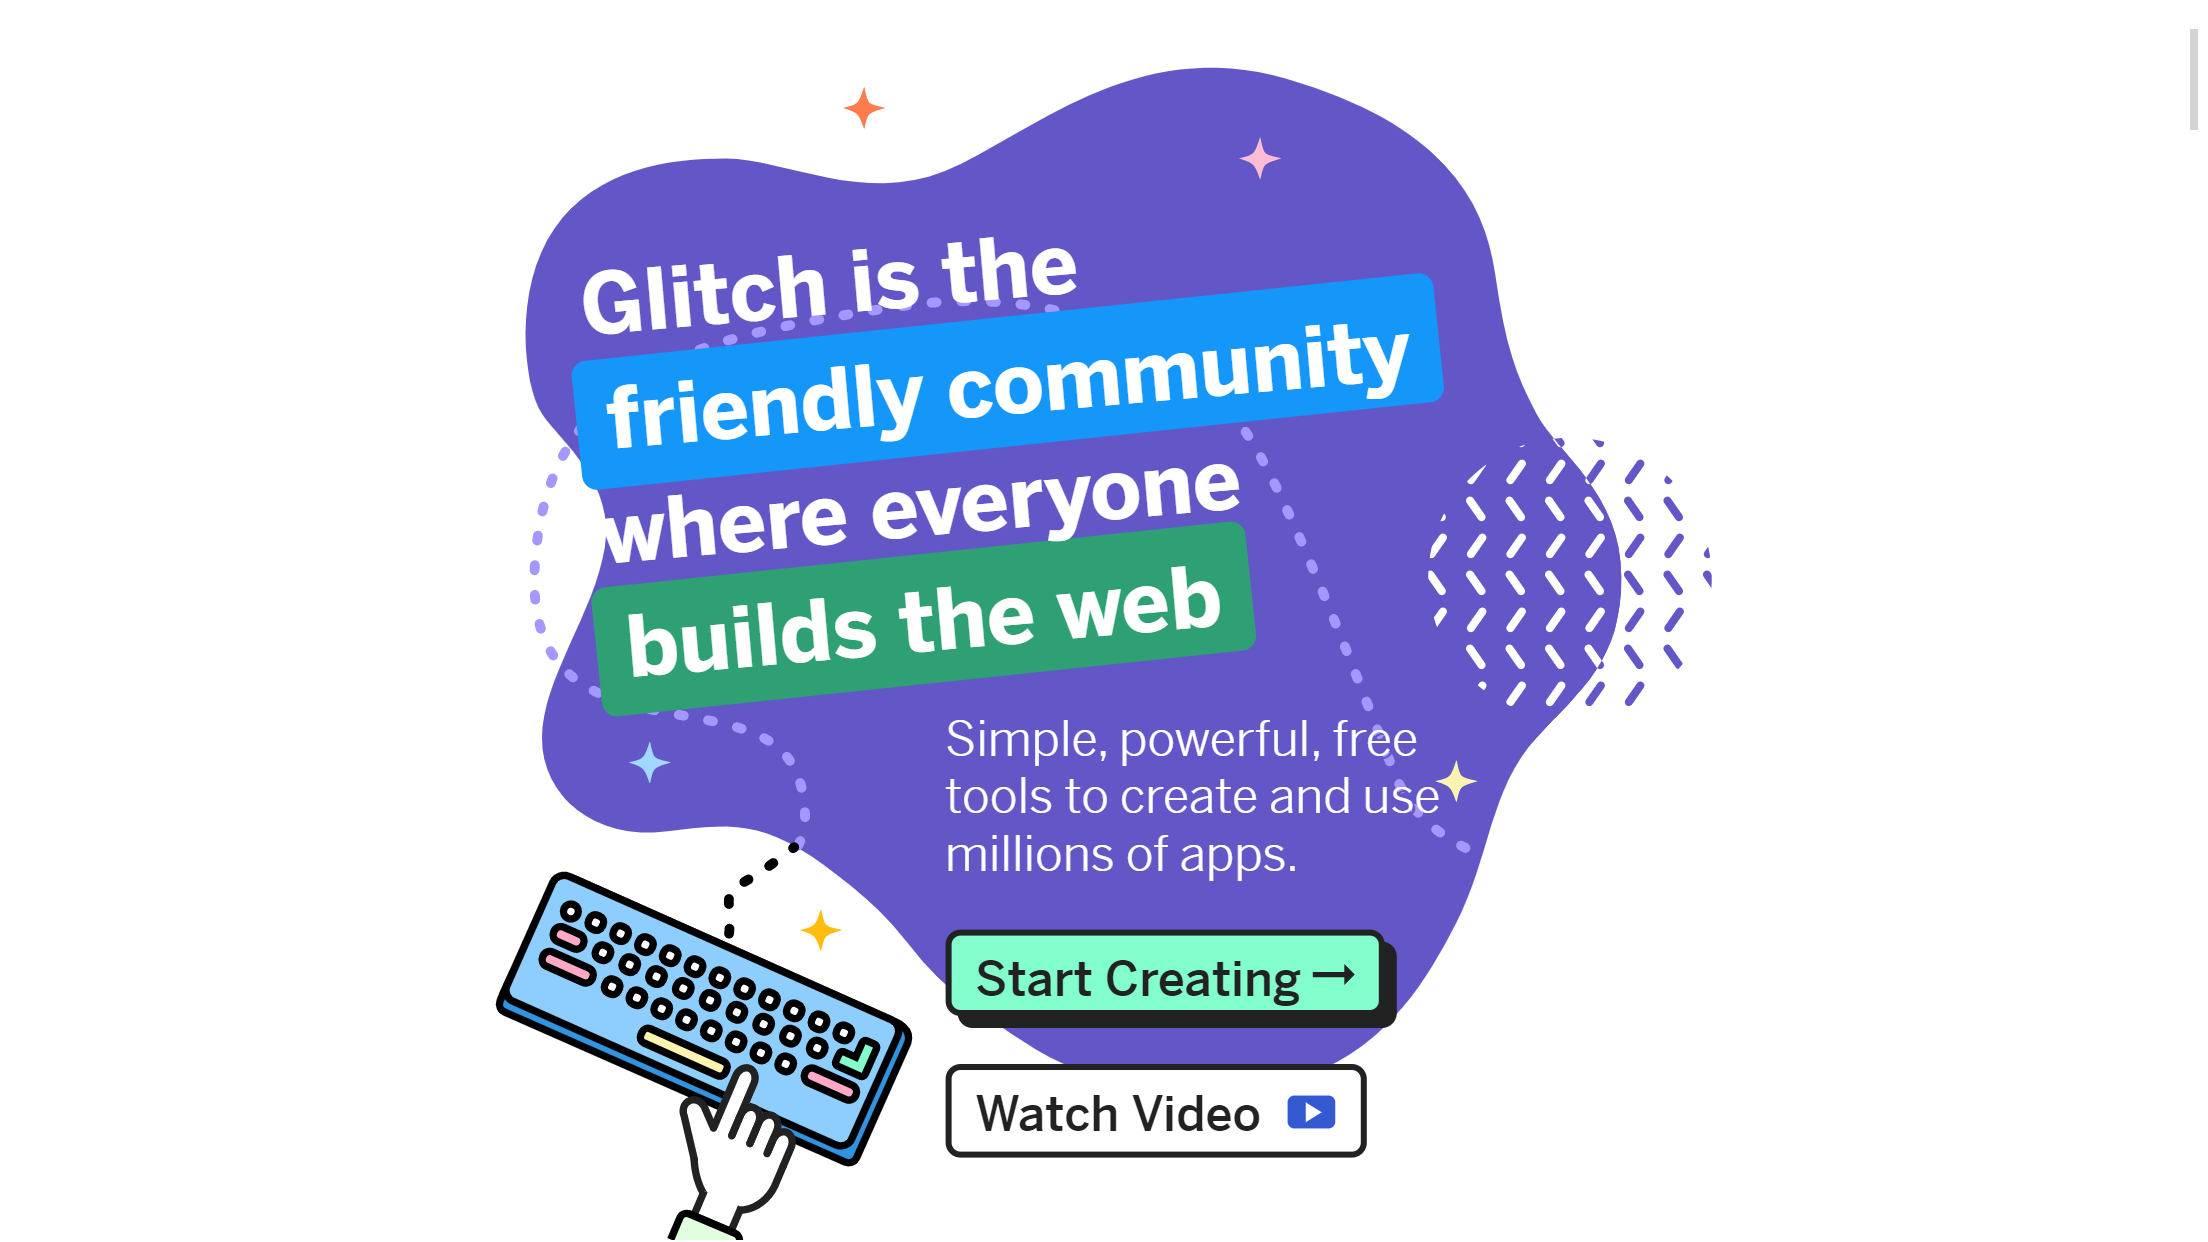 Glitch is the
friendly community
where everyone
builds the web
Simple, powerful, free
tools to create and use
millions of apps.
Start Creating →
Watch Video